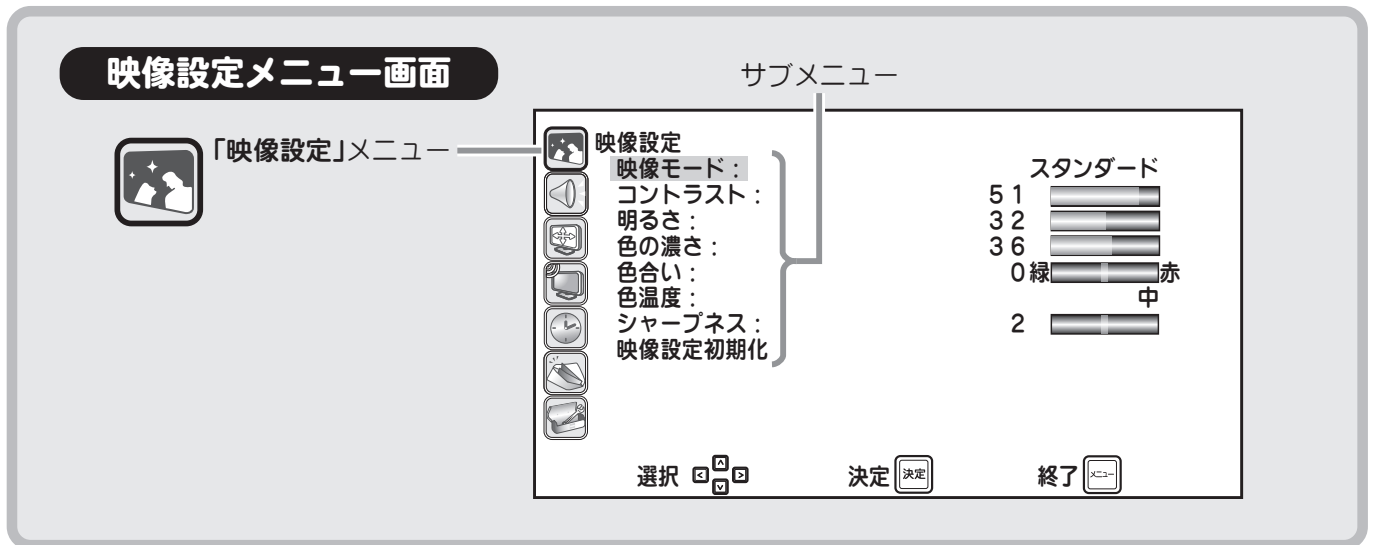 映像設定メニュー画面
サブメニュー
「映像設定」メニュー
映像設定
映像モード： スタンダード
コントラスト： 51
明るさ： 32
色の濃さ： 36
色合い： 0 緑 赤
色温度： 中
シャープネス： 2
映像設定初期化
選択 決定 決定 終了 メニュー